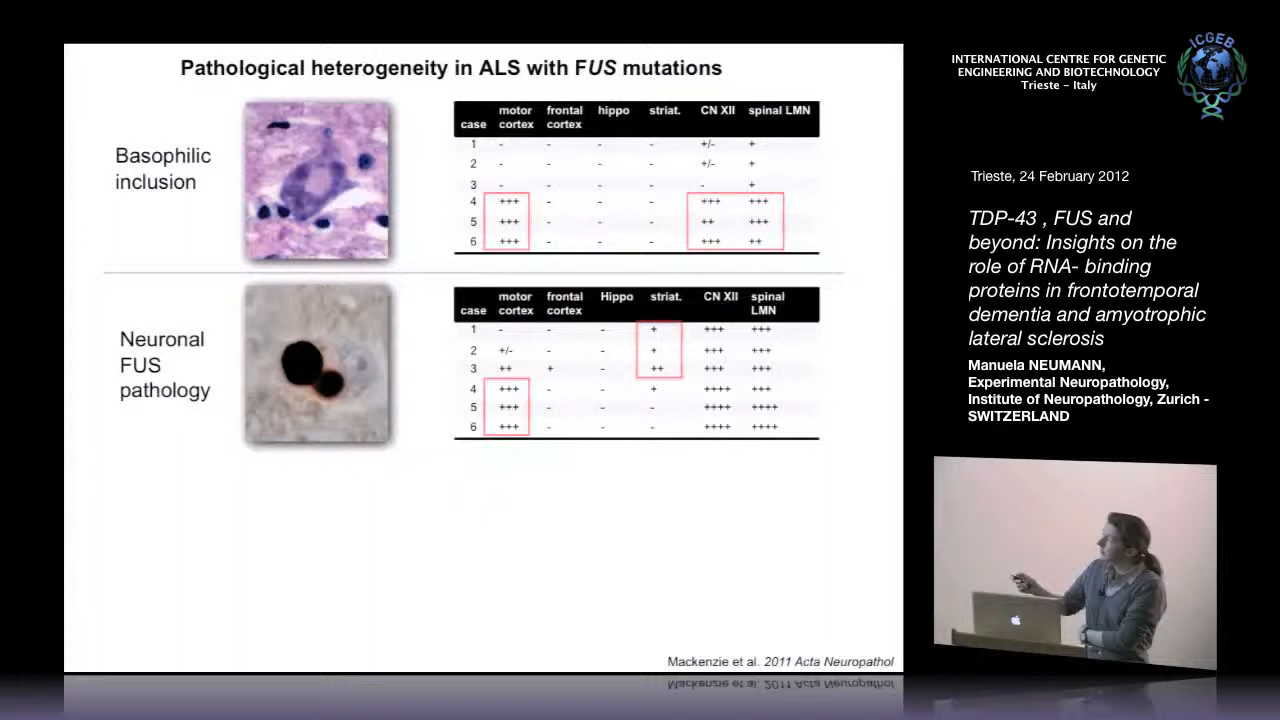 Pathological heterogeneity in ALS with FUS mutations
Basophilic
inclusion
case motor cortex frontal cortex hippo striat. CN XII spinal LMN
1 - - - - +/- +
2 - - - - +/- +
3 - - - - - +
4 +++ - - - +++ +++
5 +++ - - - ++ +++
6 +++ - - - +++ ++
Neuronal
FUS
pathology
case motor cortex frontal cortex Hippo striat. CN XII spinal LMN
1 - - - + +++ +++
2 +/- - - + +++ +++
3 ++ + - ++ +++ +++
4 +++ - - + ++++ +++
5 +++ - - - ++++ ++++
6 +++ - - - ++++ ++++
Mackenzie et al. 2011 Acta Neuropathol
INTERNATIONAL CENTRE FOR GENETIC
ENGINEERING AND BIOTECHNOLOGY
Trieste - Italy
ICGEB
Trieste, 24 February 2012
TDP-43 , FUS and
beyond: Insights on the
role of RNA- binding
proteins in frontotemporal
dementia and amyotrophic
lateral sclerosis
Manuela NEUMANN,
Experimental Neuropathology,
Institute of Neuropathology, Zurich -
SWITZERLAND